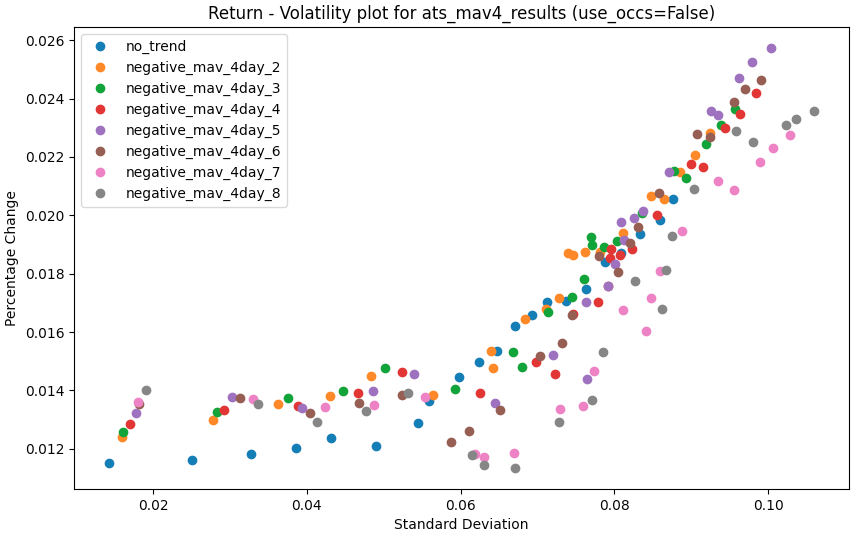 Return - Volatility plot for ats_mav4_results (use_occs=False)
no_trend
negative_mav_4day_2
negative_mav_4day_3
negative_mav_4day_4
negative_mav_4day_5
negative_mav_4day_6
negative_mav_4day_7
negative_mav_4day_8
Percentage Change
0.026
0.024
0.022
0.020
0.018
0.016
0.014
0.012
0.02 0.04 0.06 0.08 0.10
Standard Deviation